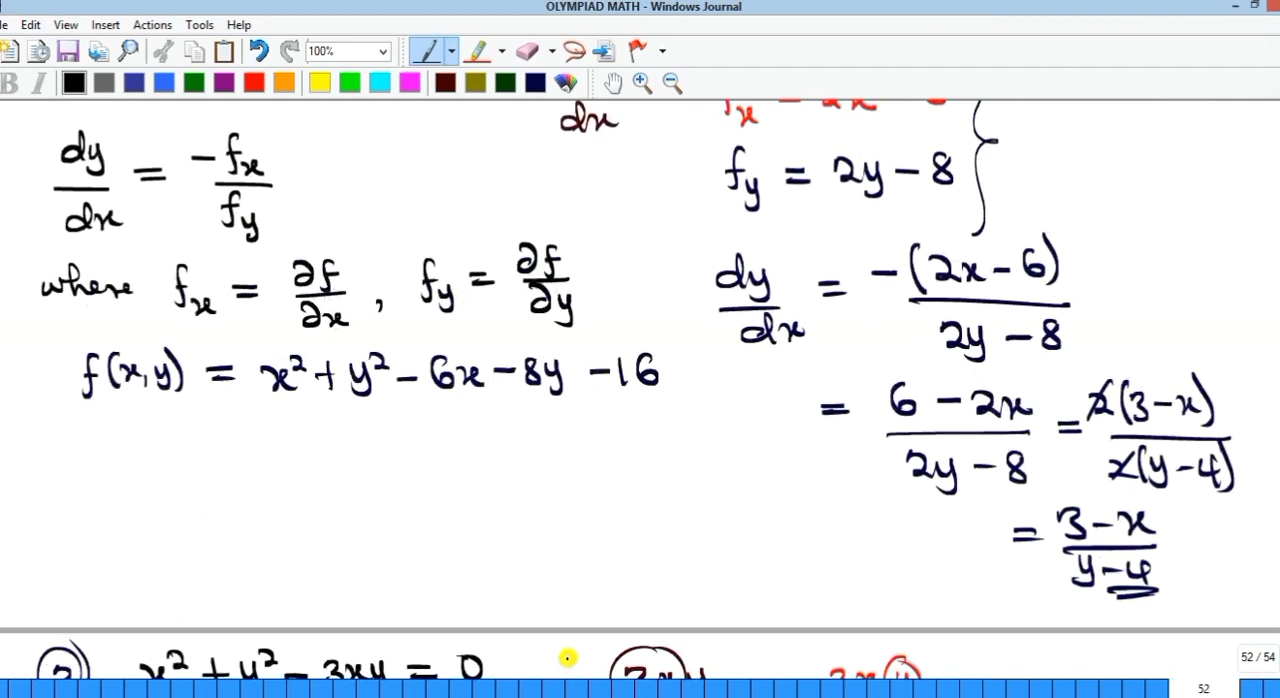 OLYMPIAD MATH - Windows Journal
Edit View Insert Actions Tools Help
100%
B I
dx
dy/dx = -fx/fy
where fx = ∂f/∂x , fy = ∂f/∂y
f(x,y) = x² + y² - 6x - 8y - 16
fy = 2y - 8
dy/dx = -(2x - 6)/2y - 8
= 6 - 2x/2y - 8 = 2(3-x)/2(y-4)
= 3-x/y-4
x² + y² - 3xy = 0
52 / 54
52